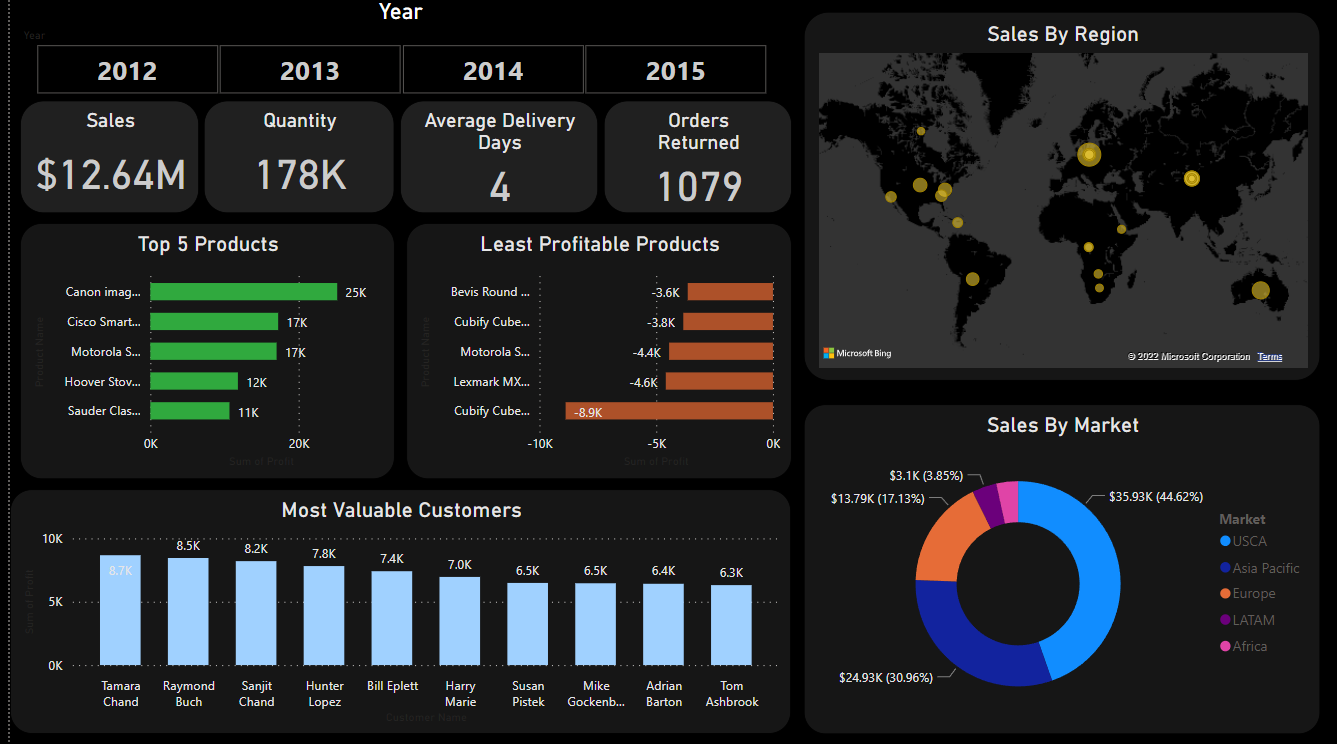 Year
Year
2012
2013
2014
2015
Sales
$12.64M
Quantity
178K
Average Delivery
Days
4
Orders
Returned
1079
Top 5 Products
Product Name
Canon imag...
25K
Cisco Smart...
17K
Motorola S...
17K
Hoover Stov...
12K
Sauder Clas...
11K
0K
20K
Sum of Profit
Least Profitable Products
Product Name
Bevis Round ...
-3.6K
Cubify Cube...
-3.8K
Motorola S...
-4.4K
Lexmark MX...
-4.6K
Cubify Cube...
-8.9K
-10K
-5K
0K
Sum of Profit
Most Valuable Customers
Sum of Profit
10K
5K
0K
8.7K
8.5K
8.2K
7.8K
7.4K
7.0K
6.5K
6.5K
6.4K
6.3K
Tamara
Chand
Raymond
Buch
Sanjit
Chand
Hunter
Lopez
Bill Eplett
Harry
Marie
Susan
Pistek
Mike
Gockenb...
Adrian
Barton
Tom
Ashbrook
Customer Name
Sales By Region
Microsoft Bing
© 2022 Microsoft Corporation Terms
Sales By Market
$3.1K (3.85%)
$13.79K (17.13%)
$35.93K (44.62%)
$24.93K (30.96%)
Market
USCA
Asia Pacific
Europe
LATAM
Africa